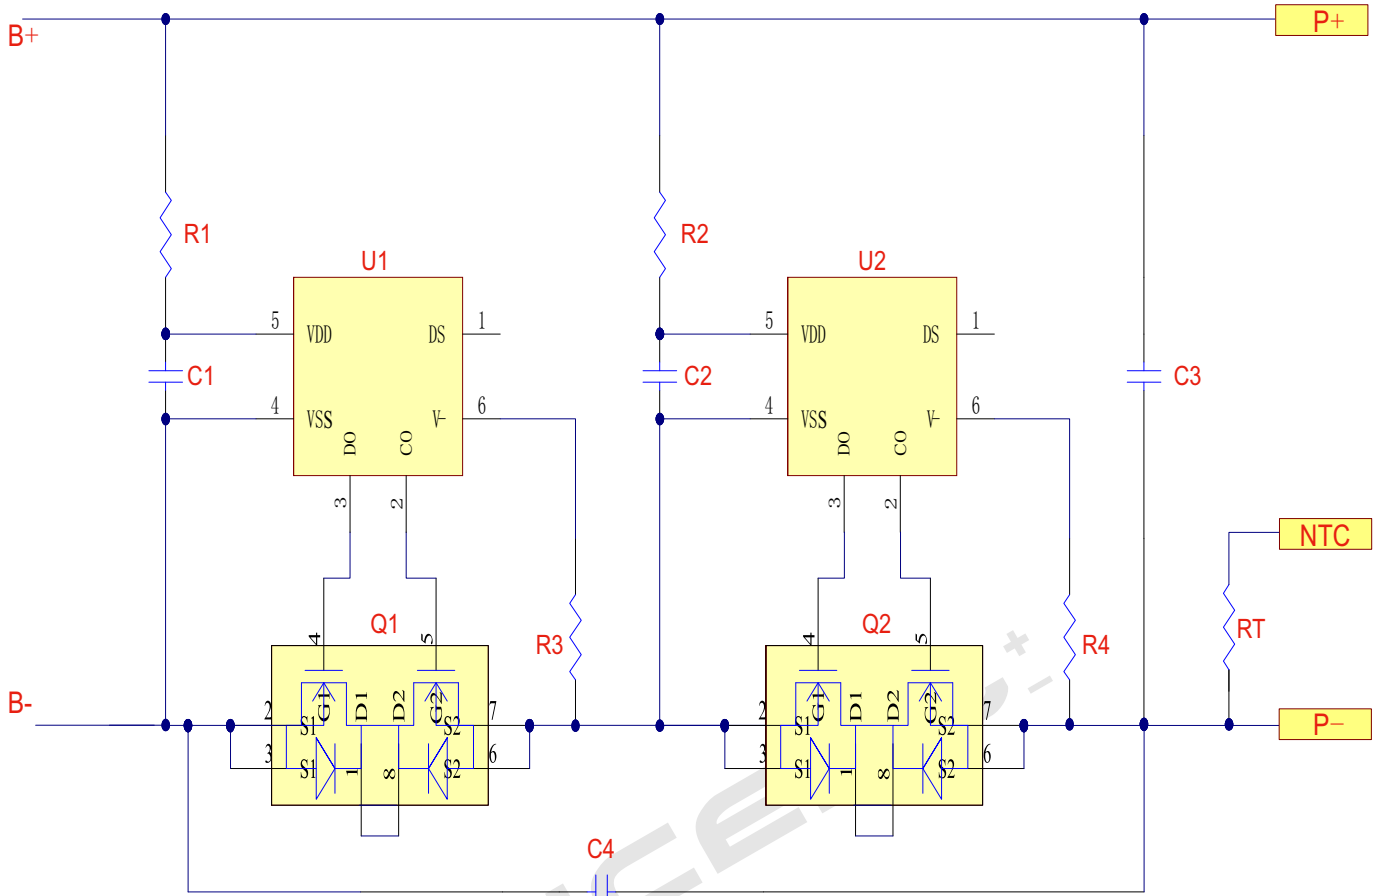 B+
P+
R1
R2
U1
U2
5
VDD
DS
1
5
VDD
DS
1
C1
C2
C3
4
VSS
V-
6
4
VSS
V-
6
DO
CO
DO
CO
3
2
3
2
NTC
Q1
Q2
RT
4
5
R3
4
5
R4
B-
2
S1
G1
D1
D2
G2
S2
7
2
S1
G1
D1
D2
G2
S2
7
P-
3
S1
1
8
S2
6
3
S1
1
8
S2
6
C4